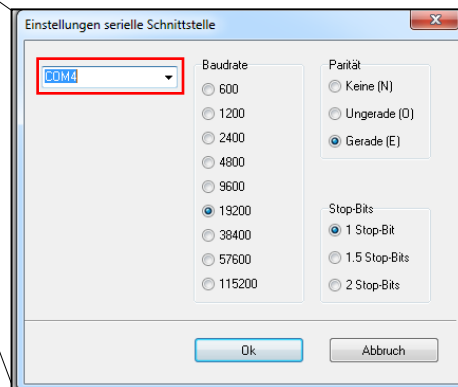 Einstellungen serielle Schnittstelle
COM4
Baudrate
600
1200
2400
4800
9600
19200
38400
57600
115200
Parität
Keine (N)
Ungerade (O)
Gerade (E)
Stop-Bits
1 Stop-Bit
1.5 Stop-Bits
2 Stop-Bits
Ok
Abbruch